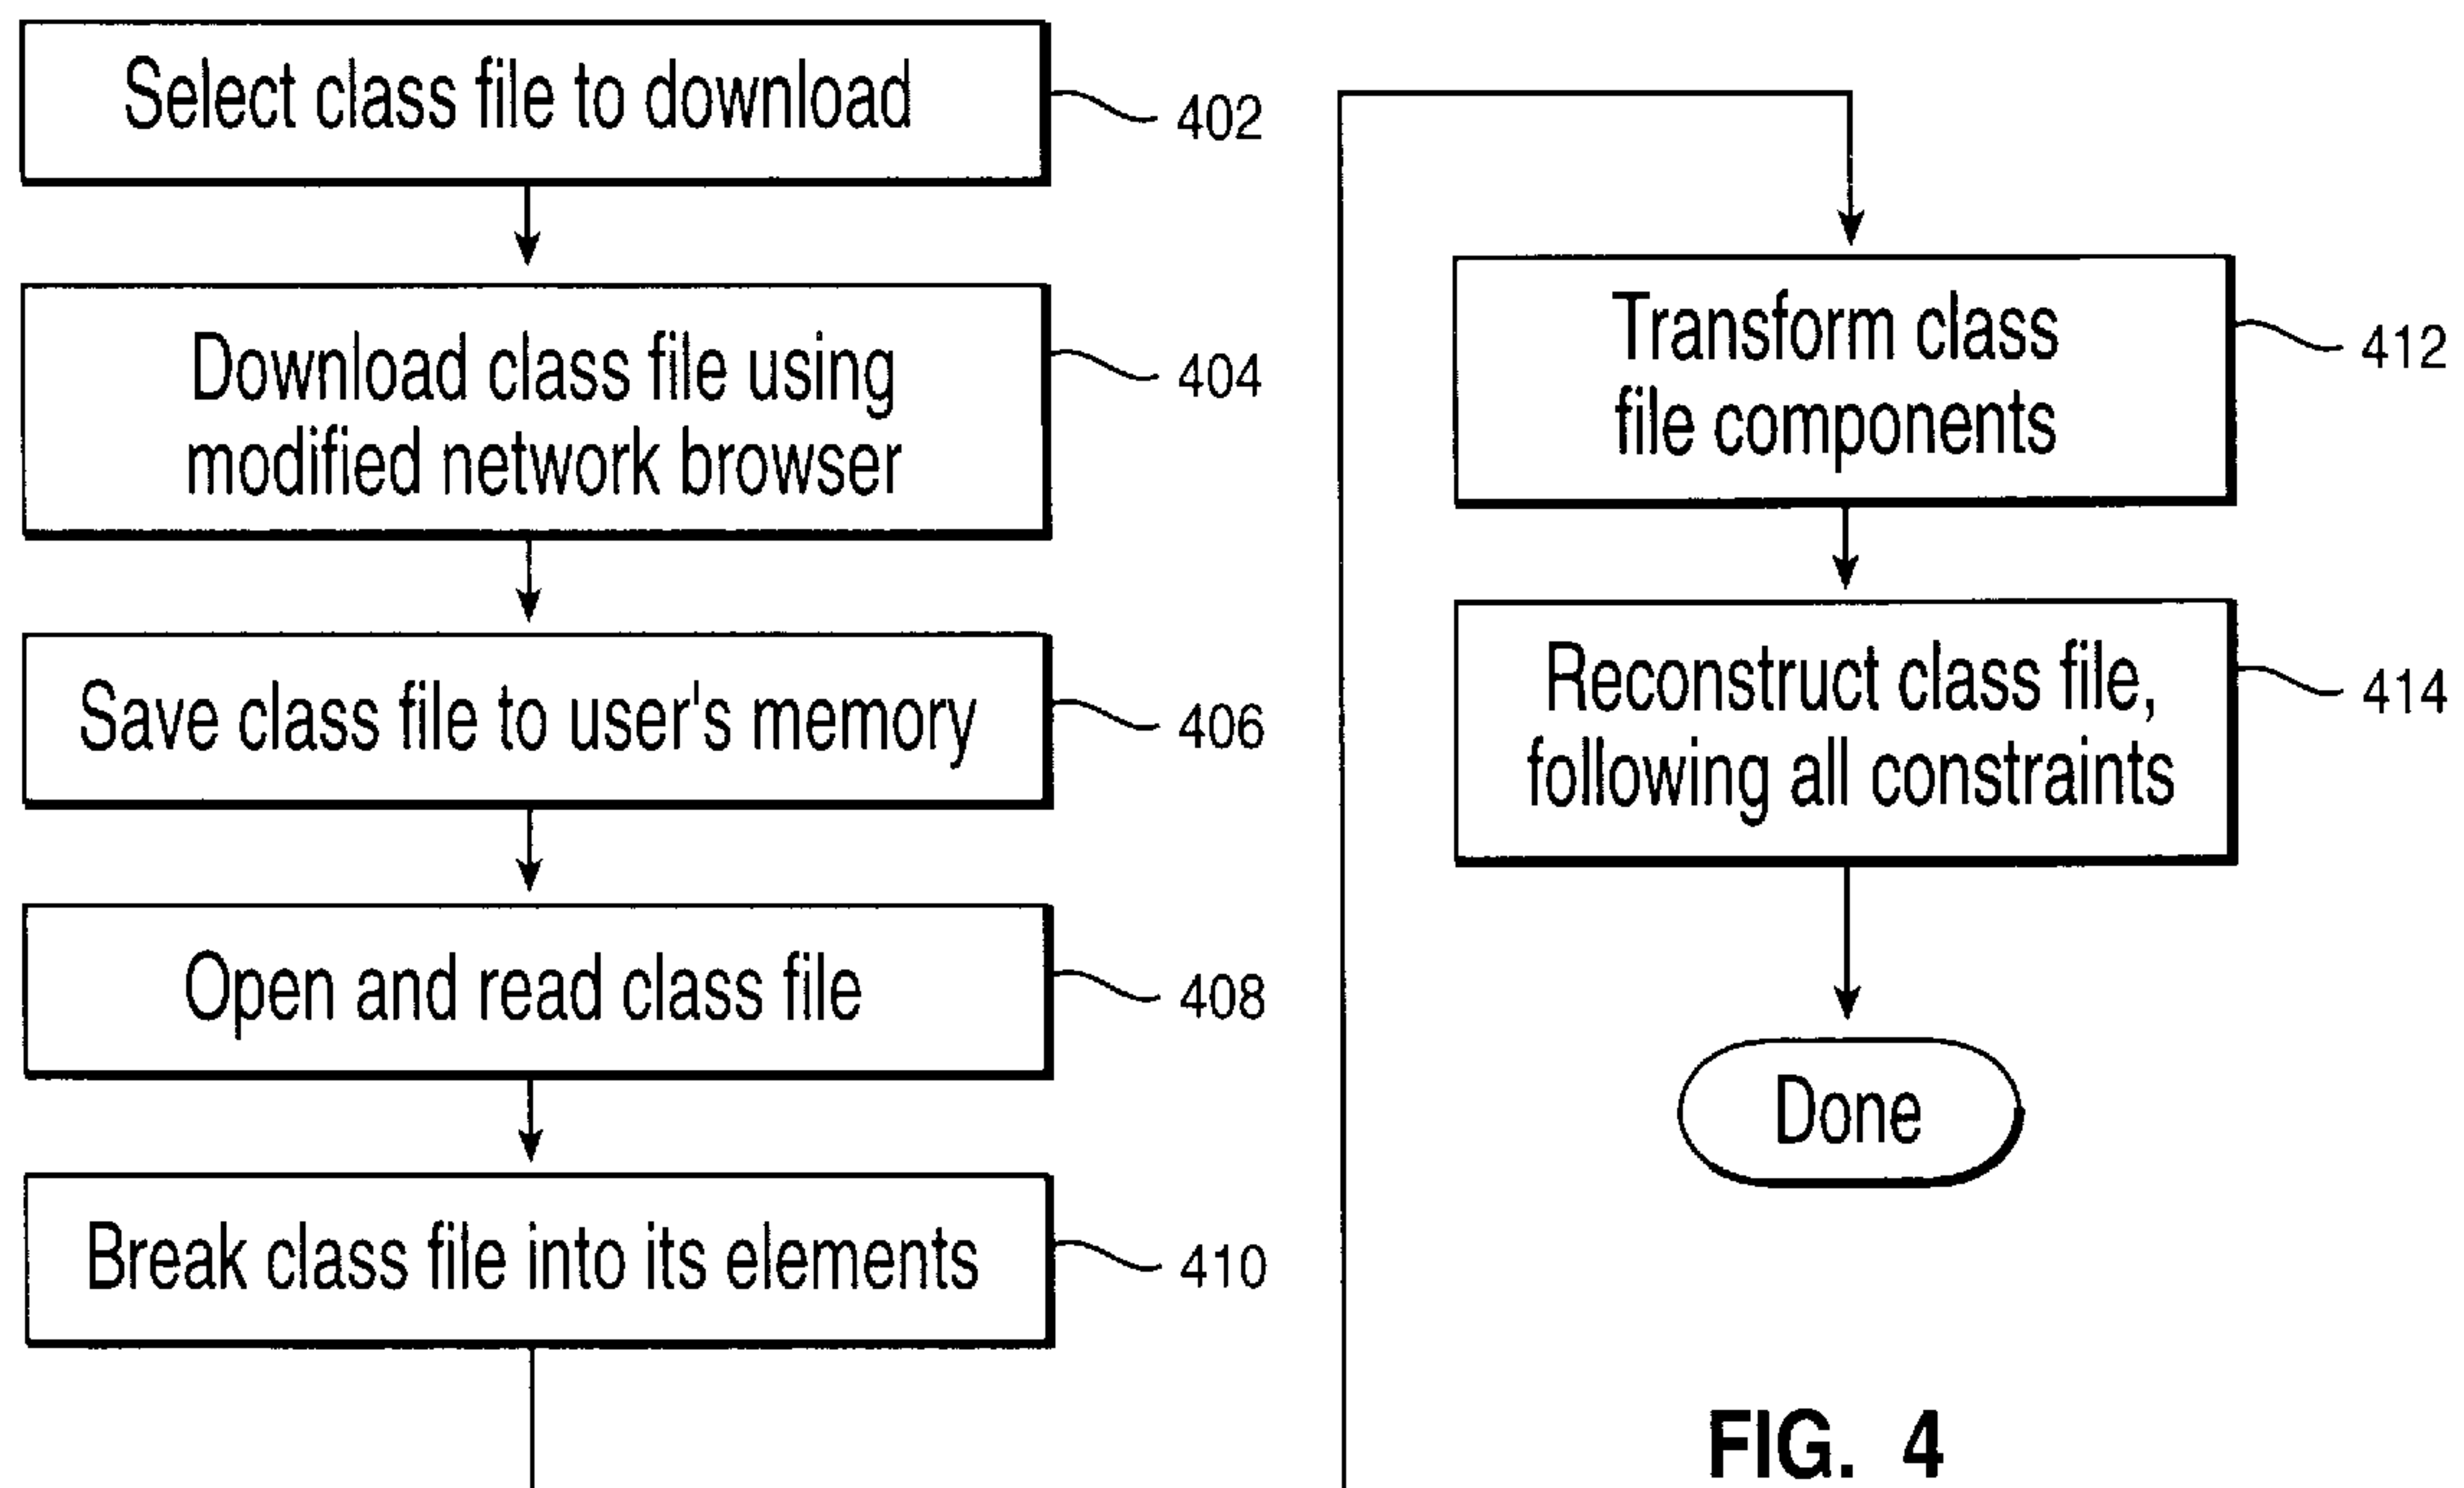 Select class file to download
402
Download class file using
modified network browser
404
Save class file to user's memory
406
Open and read class file
408
Break class file into its elements
410
Transform class
file components
412
Reconstruct class file,
following all constraints
414
Done
FIG. 4